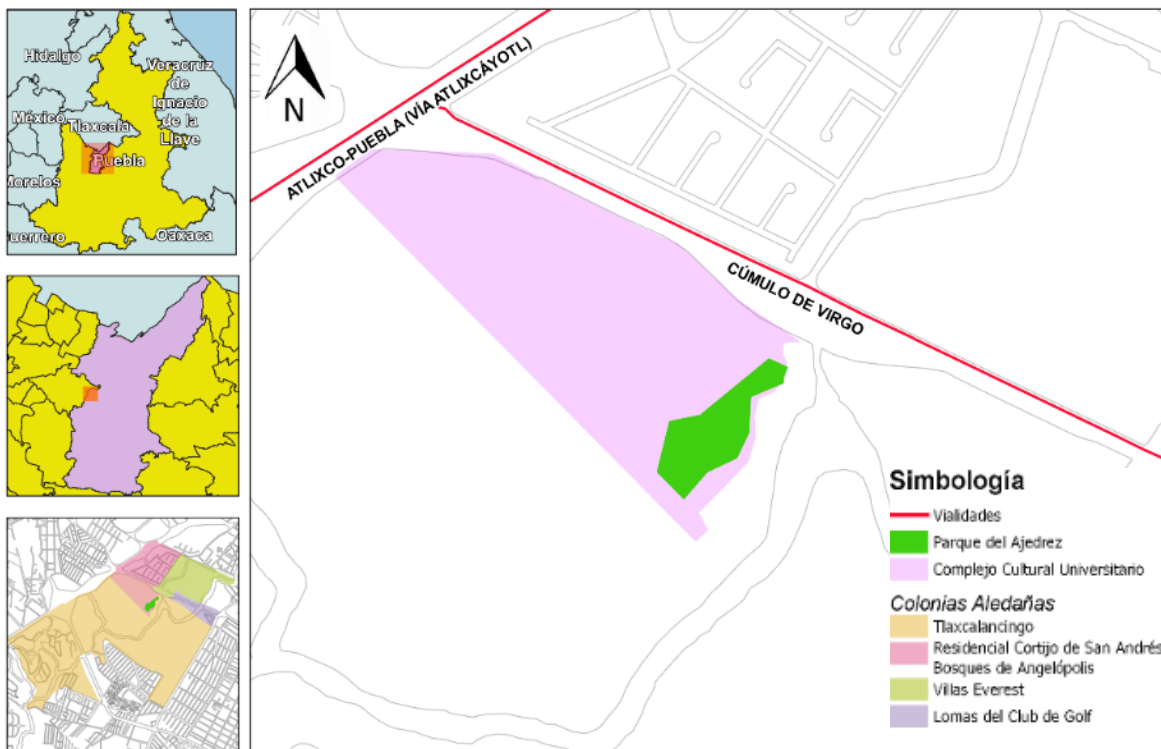 Hidalgo
Veracruz
de
Ignacio
de la
Llave
México
Tlaxcala
Puebla
Morelos
Guerrero
Oaxaca
N
ATLIXCO-PUEBLA (VÍA ATLIXCÁYOTL)
CÚMULO DE VIRGO
Simbología
Vialidades
Parque del Ajedrez
Complejo Cultural Universitario
Colonias Aledañas
Tlaxcalancingo
Residencial Cortijo de San Andrés
Bosques de Angelópolis
Villas Everest
Lomas del Club de Golf